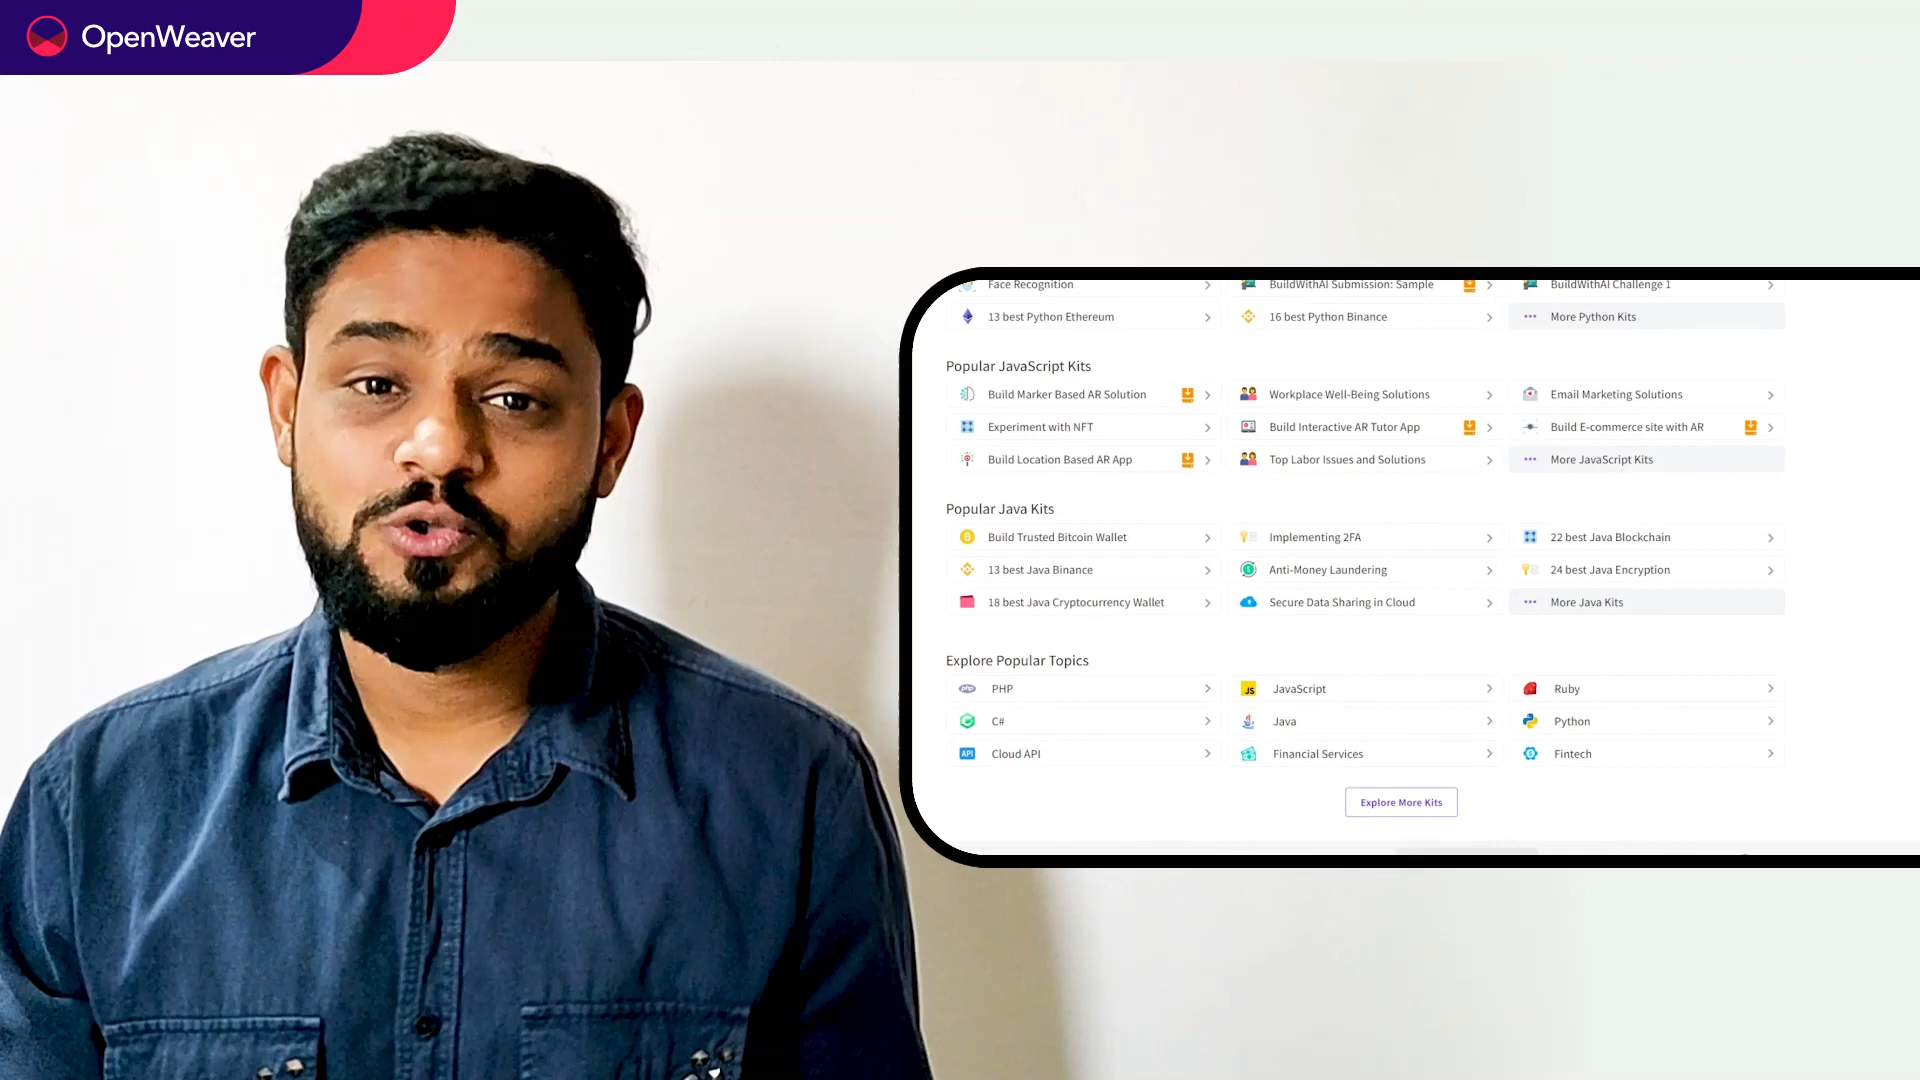 OpenWeaver
Face Recognition
BuildWithAI Submission: Sample
BuildWithAI Challenge 1
13 best Python Ethereum
16 best Python Binance
More Python Kits
Popular JavaScript Kits
Build Marker Based AR Solution
Workplace Well-Being Solutions
Email Marketing Solutions
Experiment with NFT
Build Interactive AR Tutor App
Build E-commerce site with AR
Build Location Based AR App
Top Labor Issues and Solutions
More JavaScript Kits
Popular Java Kits
Build Trusted Bitcoin Wallet
Implementing 2FA
22 best Java Blockchain
13 best Java Binance
Anti-Money Laundering
24 best Java Encryption
18 best Java Cryptocurrency Wallet
Secure Data Sharing in Cloud
More Java Kits
Explore Popular Topics
php PHP
JS JavaScript
Ruby
C#
Java
Python
API Cloud API
Financial Services
Fintech
Explore More Kits